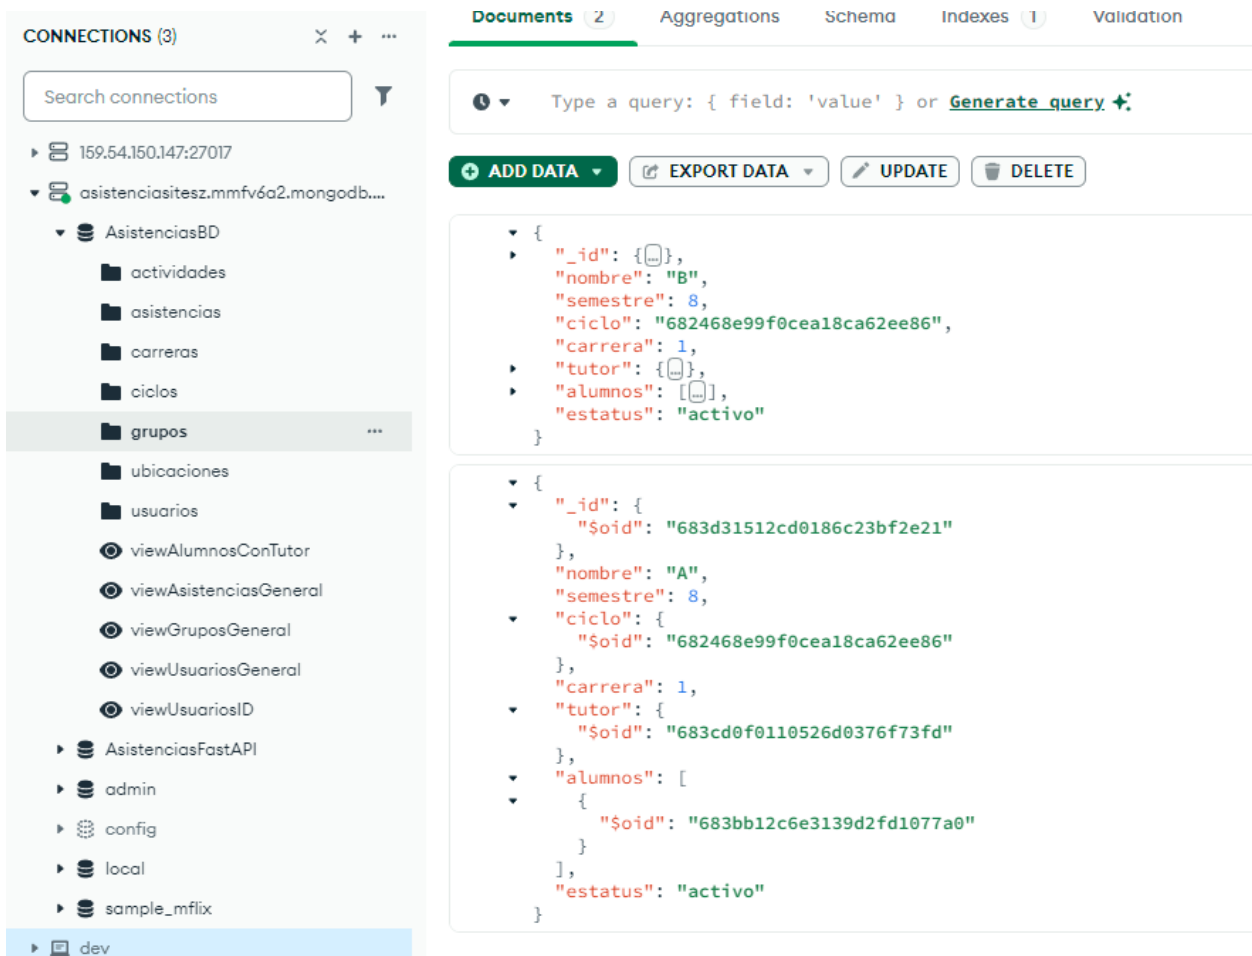 CONNECTIONS (3)
Search connections
159.54.150.147:27017
asistenciasitesz.mmfv6a2.mongodb....
AsistenciasBD
actividades
asistencias
carreras
ciclos
grupos
ubicaciones
usuarios
viewAlumnosConTutor
viewAsistenciasGeneral
viewGruposGeneral
viewUsuariosGeneral
viewUsuariosID
AsistenciasFastAPI
admin
config
local
sample_mflix
dev
Documents 2 Aggregations Schema Indexes 1 Validation
Type a query: { field: 'value' } or Generate query
ADD DATA EXPORT DATA UPDATE DELETE
{
"_id": {…},
"nombre": "B",
"semestre": 8,
"ciclo": "682468e99f0cea18ca62ee86",
"carrera": 1,
"tutor": {…},
"alumnos": […],
"estatus": "activo"
}
{
"_id": {
"$oid": "683d31512cd0186c23bf2e21"
},
"nombre": "A",
"semestre": 8,
"ciclo": {
"$oid": "682468e99f0cea18ca62ee86"
},
"carrera": 1,
"tutor": {
"$oid": "683cd0f0110526d0376f73fd"
},
"alumnos": [
{
"$oid": "683bb12c6e3139d2fd1077a0"
}
],
"estatus": "activo"
}